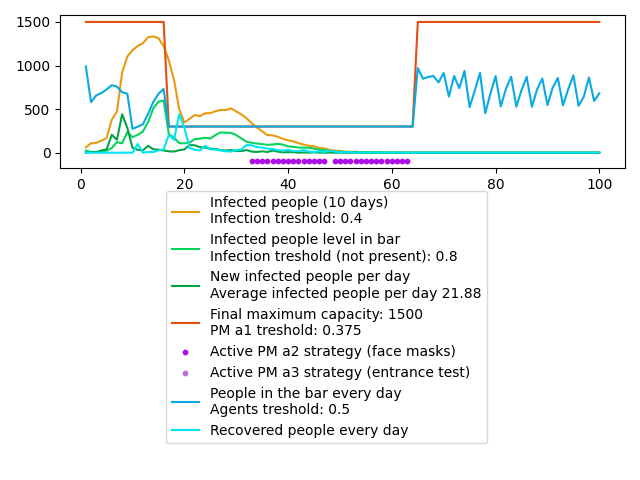 1500
1000
500
0
0
20
40
60
80
100
Infected people (10 days)
Infection treshold: 0.4
Infected people level in bar
Infection treshold (not present): 0.8
New infected people per day
Average infected people per day 21.88
Final maximum capacity: 1500
PM a1 treshold: 0.375
Active PM a2 strategy (face masks)
Active PM a3 strategy (entrance test)
People in the bar every day
Agents treshold: 0.5
Recovered people every day